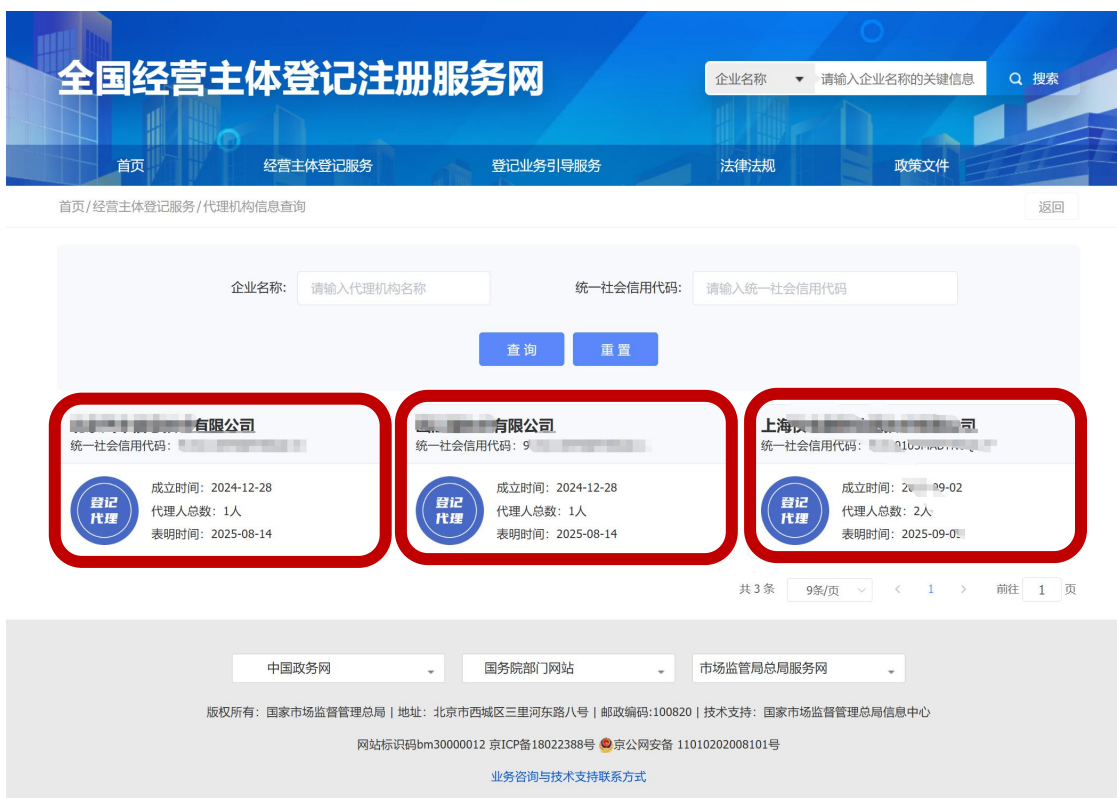 全国经营主体登记注册服务网
企业名称 请输入企业名称的关键信息 搜索
首页 经营主体登记服务 登记业务引导服务 法律法规 政策文件
首页/经营主体登记服务/代理机构信息查询 返回
企业名称: 请输入代理机构名称 统一社会信用代码: 请输入统一社会信用代码
查询 重置
有限公司
统一社会信用代码:
登记代理
成立时间: 2024-12-28
代理人总数: 1人
表明时间: 2025-08-14
有限公司
统一社会信用代码: 9
登记代理
成立时间: 2024-12-28
代理人总数: 1人
表明时间: 2025-08-14
上海 司
统一社会信用代码:
登记代理
成立时间: 2 09-02
代理人总数: 2人
表明时间: 2025-09-0
共 3 条 9条/页 < 1 > 前往 1 页
中国政务网 国务院部门网站 市场监管局总局服务网
版权所有: 国家市场监督管理总局 | 地址: 北京市西城区三里河东路八号 | 邮政编码:100820 | 技术支持: 国家市场监督管理总局信息中心
网站标识码bm30000012 京ICP备18022388号 京公网安备 11010202008101号
业务咨询与技术支持联系方式